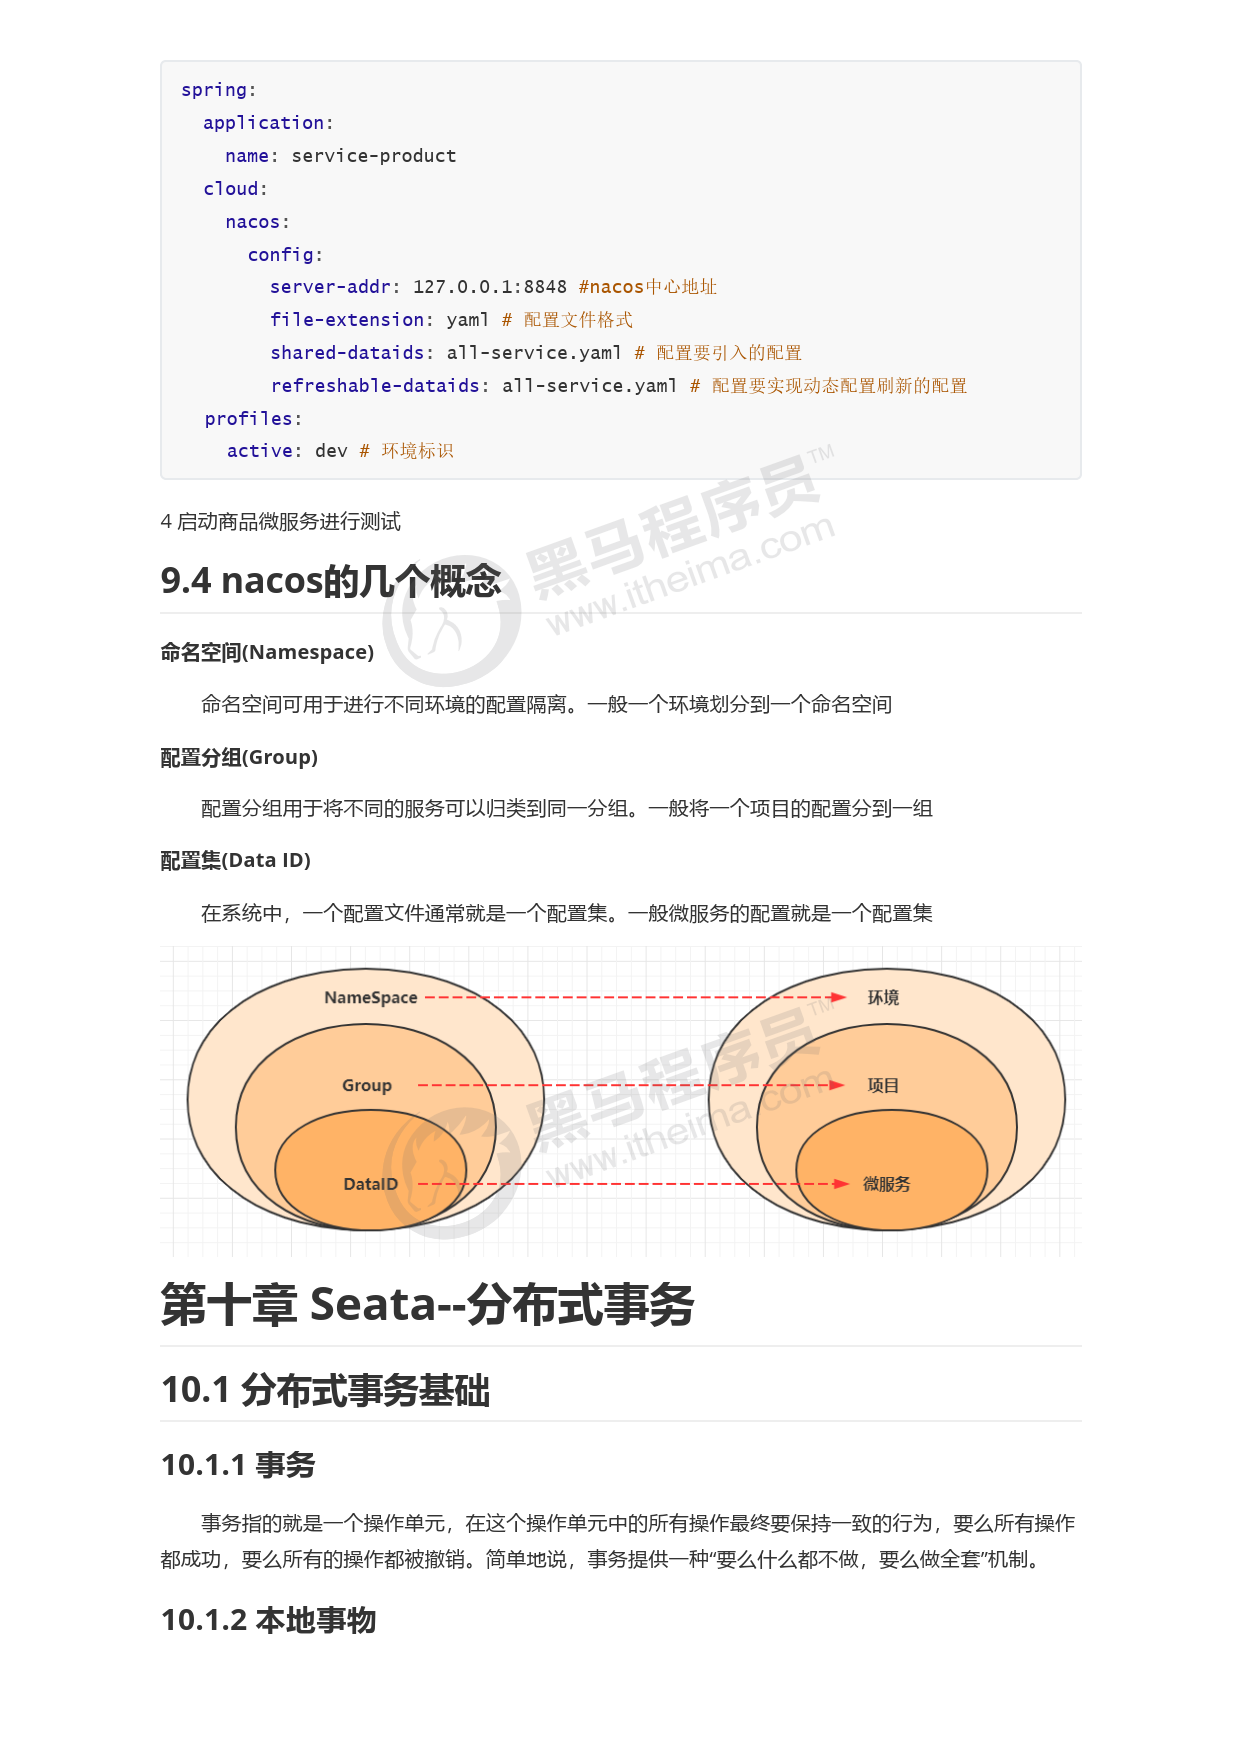 spring:
  application:
    name: service-product
  cloud:
    nacos:
      config:
        server-addr: 127.0.0.1:8848 #nacos中心地址
        file-extension: yaml # 配置文件格式
        shared-dataids: all-service.yaml # 配置要引入的配置
        refreshable-dataids: all-service.yaml # 配置要实现动态配置刷新的配置
  profiles:
    active: dev # 环境标识
4 启动商品微服务进行测试
9.4 nacos的几个概念
黑马程序员™
www.itheima.com
命名空间(Namespace)
命名空间可用于进行不同环境的配置隔离。一般一个环境划分到一个命名空间
配置分组(Group)
配置分组用于将不同的服务可以归类到同一分组。一般将一个项目的配置分到一组
配置集(Data ID)
在系统中，一个配置文件通常就是一个配置集。一般微服务的配置就是一个配置集
NameSpace 环境
Group 项目
DataID 微服务
黑马程序员™
www.itheima.com
第十章 Seata--分布式事务
10.1 分布式事务基础
10.1.1 事务
事务指的就是一个操作单元，在这个操作单元中的所有操作最终要保持一致的行为，要么所有操作
都成功，要么所有的操作都被撤销。简单地说，事务提供一种“要么什么都不做，要么做全套”机制。
10.1.2 本地事物